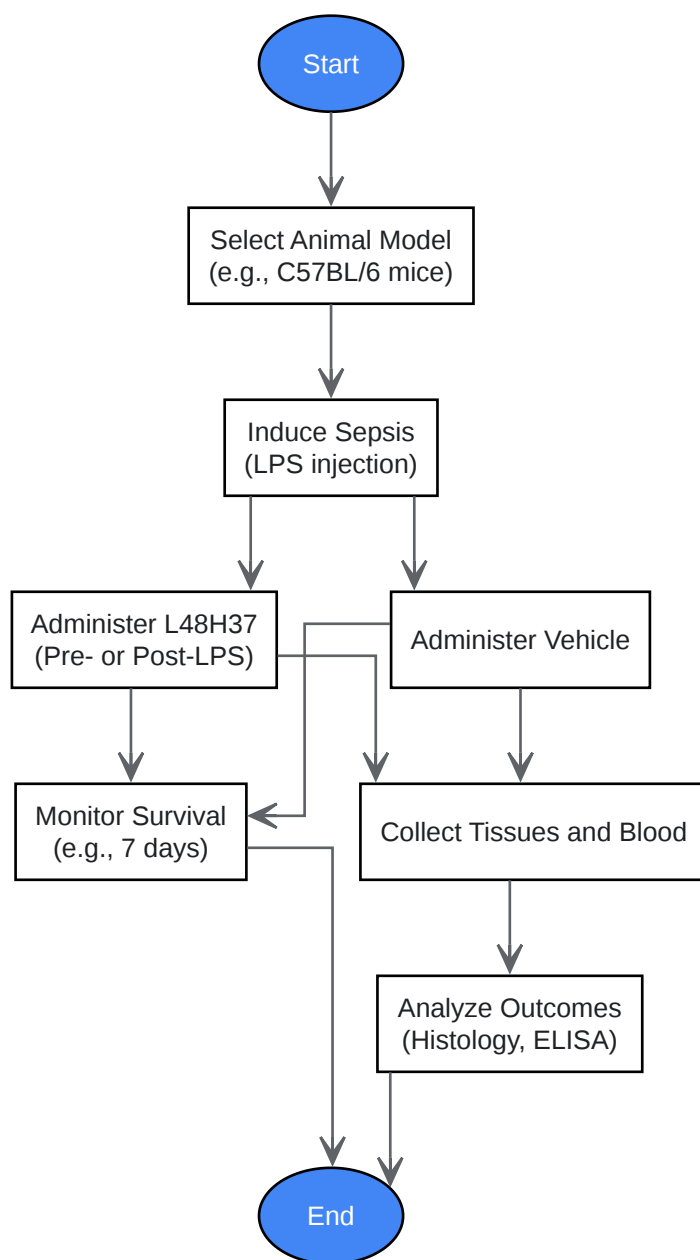 Start
Select Animal Model
(e.g., C57BL/6 mice)
Induce Sepsis
(LPS injection)
Administer L48H37
(Pre- or Post-LPS)
Administer Vehicle
Monitor Survival
(e.g., 7 days)
Collect Tissues and Blood
Analyze Outcomes
(Histology, ELISA)
End